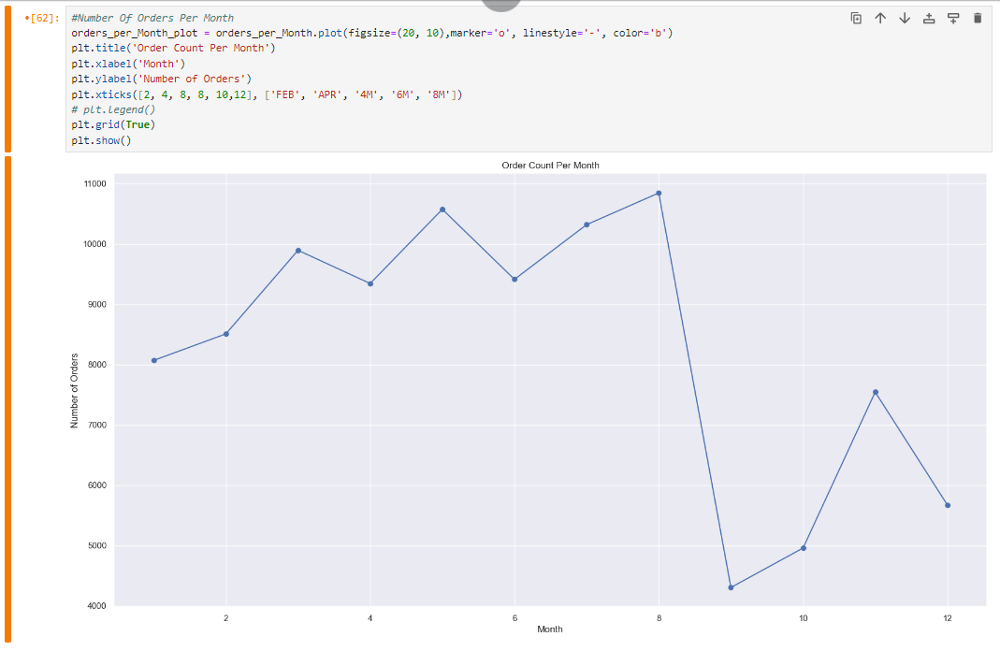 •[62]:
#Number Of Orders Per Month
orders_per_Month_plot = orders_per_Month.plot(figsize=(20, 10),marker='o', linestyle='-', color='b')
plt.title('Order Count Per Month')
plt.xlabel('Month')
plt.ylabel('Number of Orders')
plt.xticks([2, 4, 8, 8, 10,12], ['FEB', 'APR', '4M', '6M', '8M'])
# plt.legend()
plt.grid(True)
plt.show()
Order Count Per Month
11000
10000
9000
8000
7000
6000
5000
4000
Number of Orders
2 4 6 8 10 12
Month